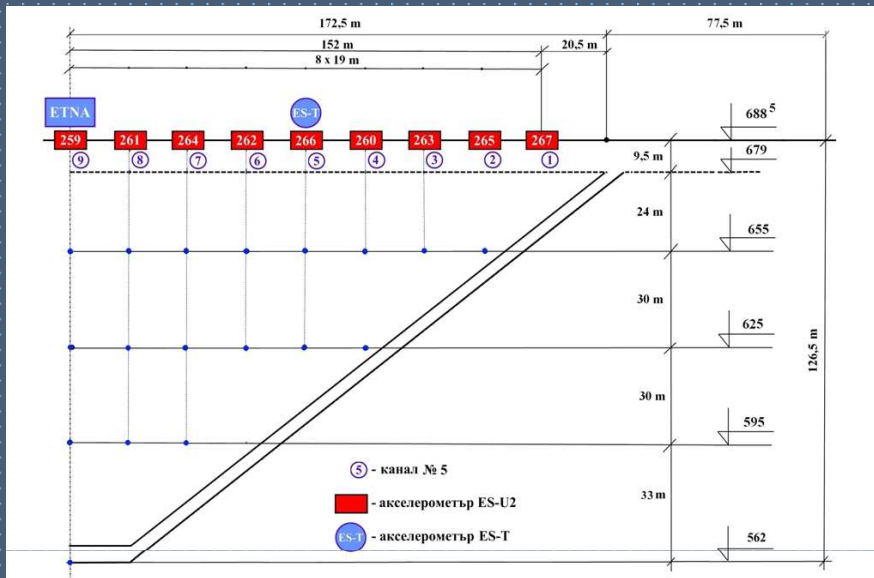 172,5 m
77,5 m
152 m
20,5 m
8 x 19 m
ETNA
ES-T
688 5
259
261
264
262
266
260
263
265
267
9,5 m
679
9
8
7
6
5
4
3
2
1
24 m
655
30 m
625
126,5 m
30 m
595
5 - канал № 5
33 m
- акселерометър ES-U2
ES-T - акселерометър ES-T
562